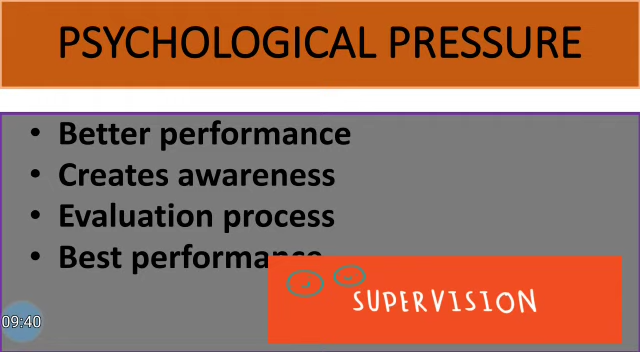 PSYCHOLOGICAL PRESSURE
• Better performance
• Creates awareness
• Evaluation process
• Best performance
SUPERVISION
09:40